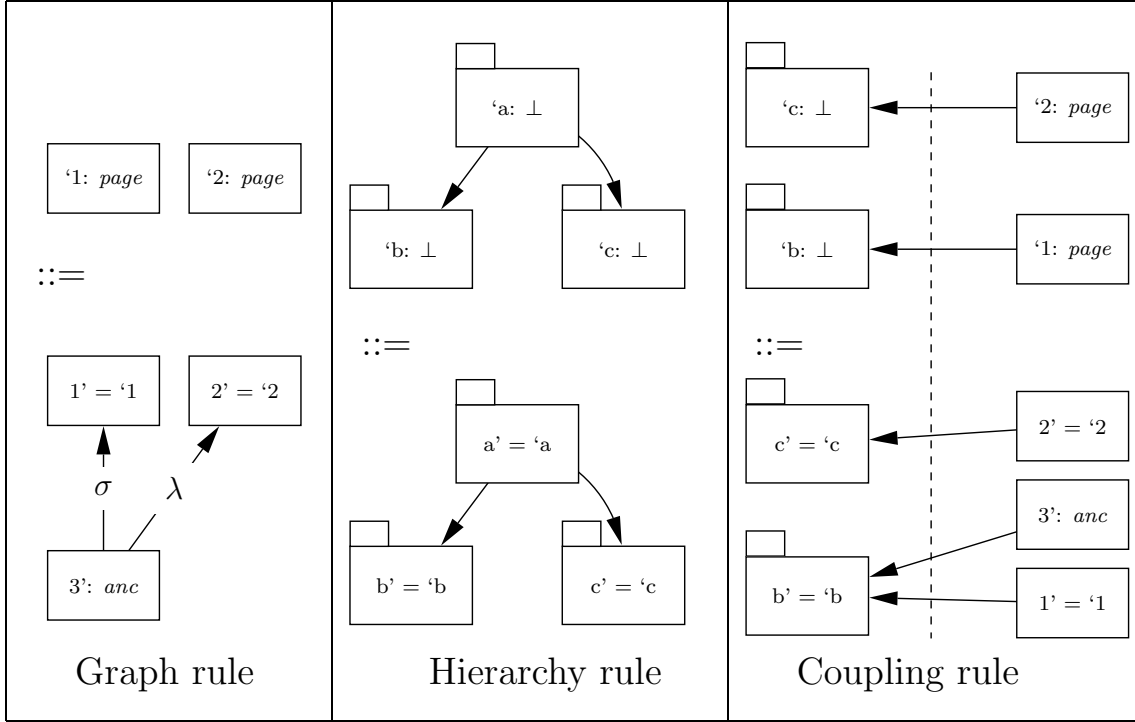 ‘1: page
‘2: page
::=
1’ = ‘1
2’ = ‘2
σ
λ
3’: anc
Graph rule
‘a: ⊥
‘b: ⊥
‘c: ⊥
::=
a’ = ‘a
b’ = ‘b
c’ = ‘c
Hierarchy rule
‘c: ⊥
‘2: page
‘b: ⊥
‘1: page
::=
c’ = ‘c
2’ = ‘2
3’: anc
b’ = ‘b
1’ = ‘1
Coupling rule